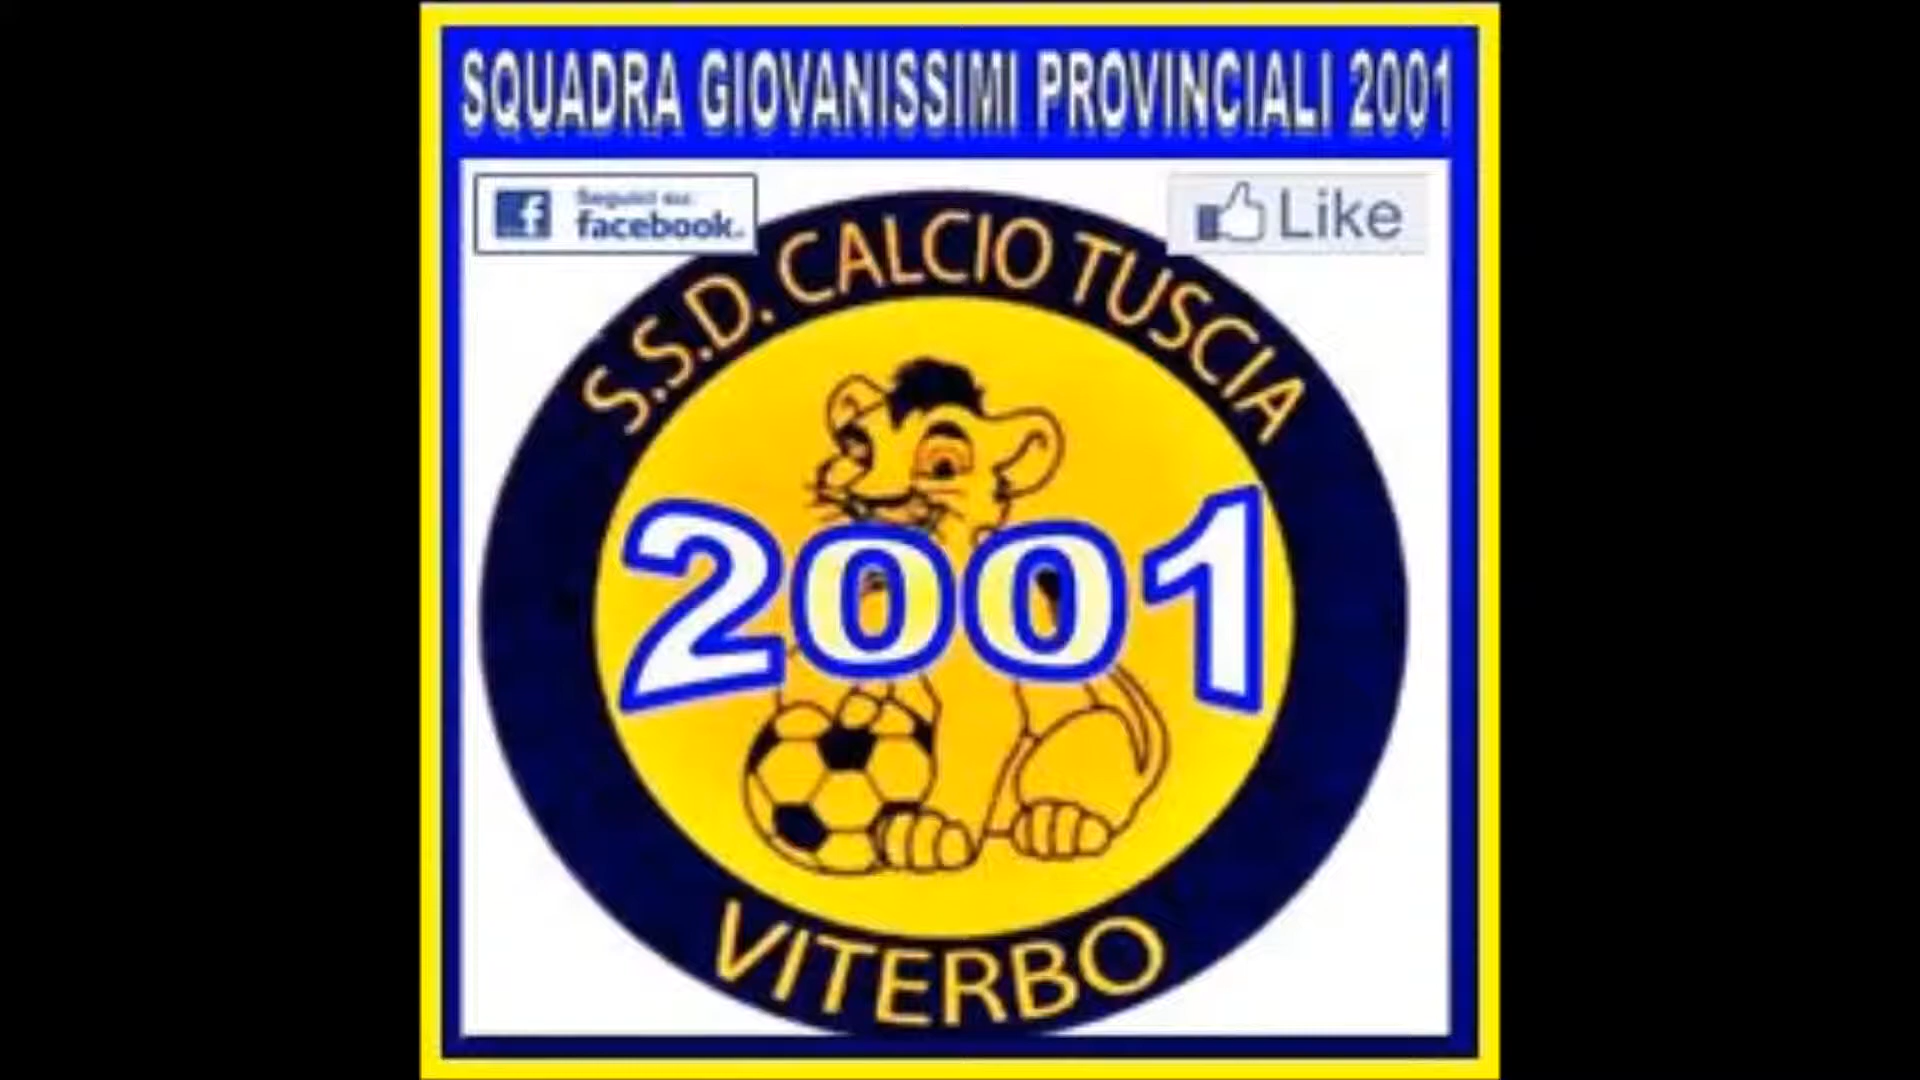 SQUADRA GIOVANISSIMI PROVINCIALI 2001
Seguici su:
facebook.
Like
S.S.D. CALCIO TUSCIA
2001
VITERBO